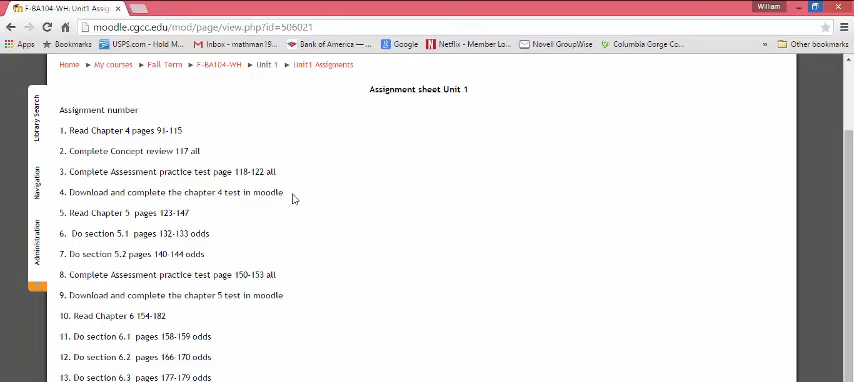 F-BA104-WH: Unit1 Assig
William
moodle.cgcc.edu/mod/page/view.php?id=506021
Apps Bookmarks USPS.com - Hold M... Inbox - mathman19... Bank of America — ... Google Netflix - Member Lo... Novell GroupWise Columbia Gorge Co... » Other bookmarks
Home ► My courses ► Fall Term ► F-BA104-WH ► Unit 1 ► Unit1 Assigments
Assignment sheet Unit 1
Library Search
Navigation
Administration
Assignment number
1. Read Chapter 4 pages 91-115
2. Complete Concept review 117 all
3. Complete Assessment practice test page 118-122 all
4. Download and complete the chapter 4 test in moodle
5. Read Chapter 5 pages 123-147
6. Do section 5.1 pages 132-133 odds
7. Do section 5.2 pages 140-144 odds
8. Complete Assessment practice test page 150-153 all
9. Download and complete the chapter 5 test in moodle
10. Read Chapter 6 154-182
11. Do section 6.1 pages 158-159 odds
12. Do section 6.2 pages 166-170 odds
13. Do section 6.3 pages 177-179 odds